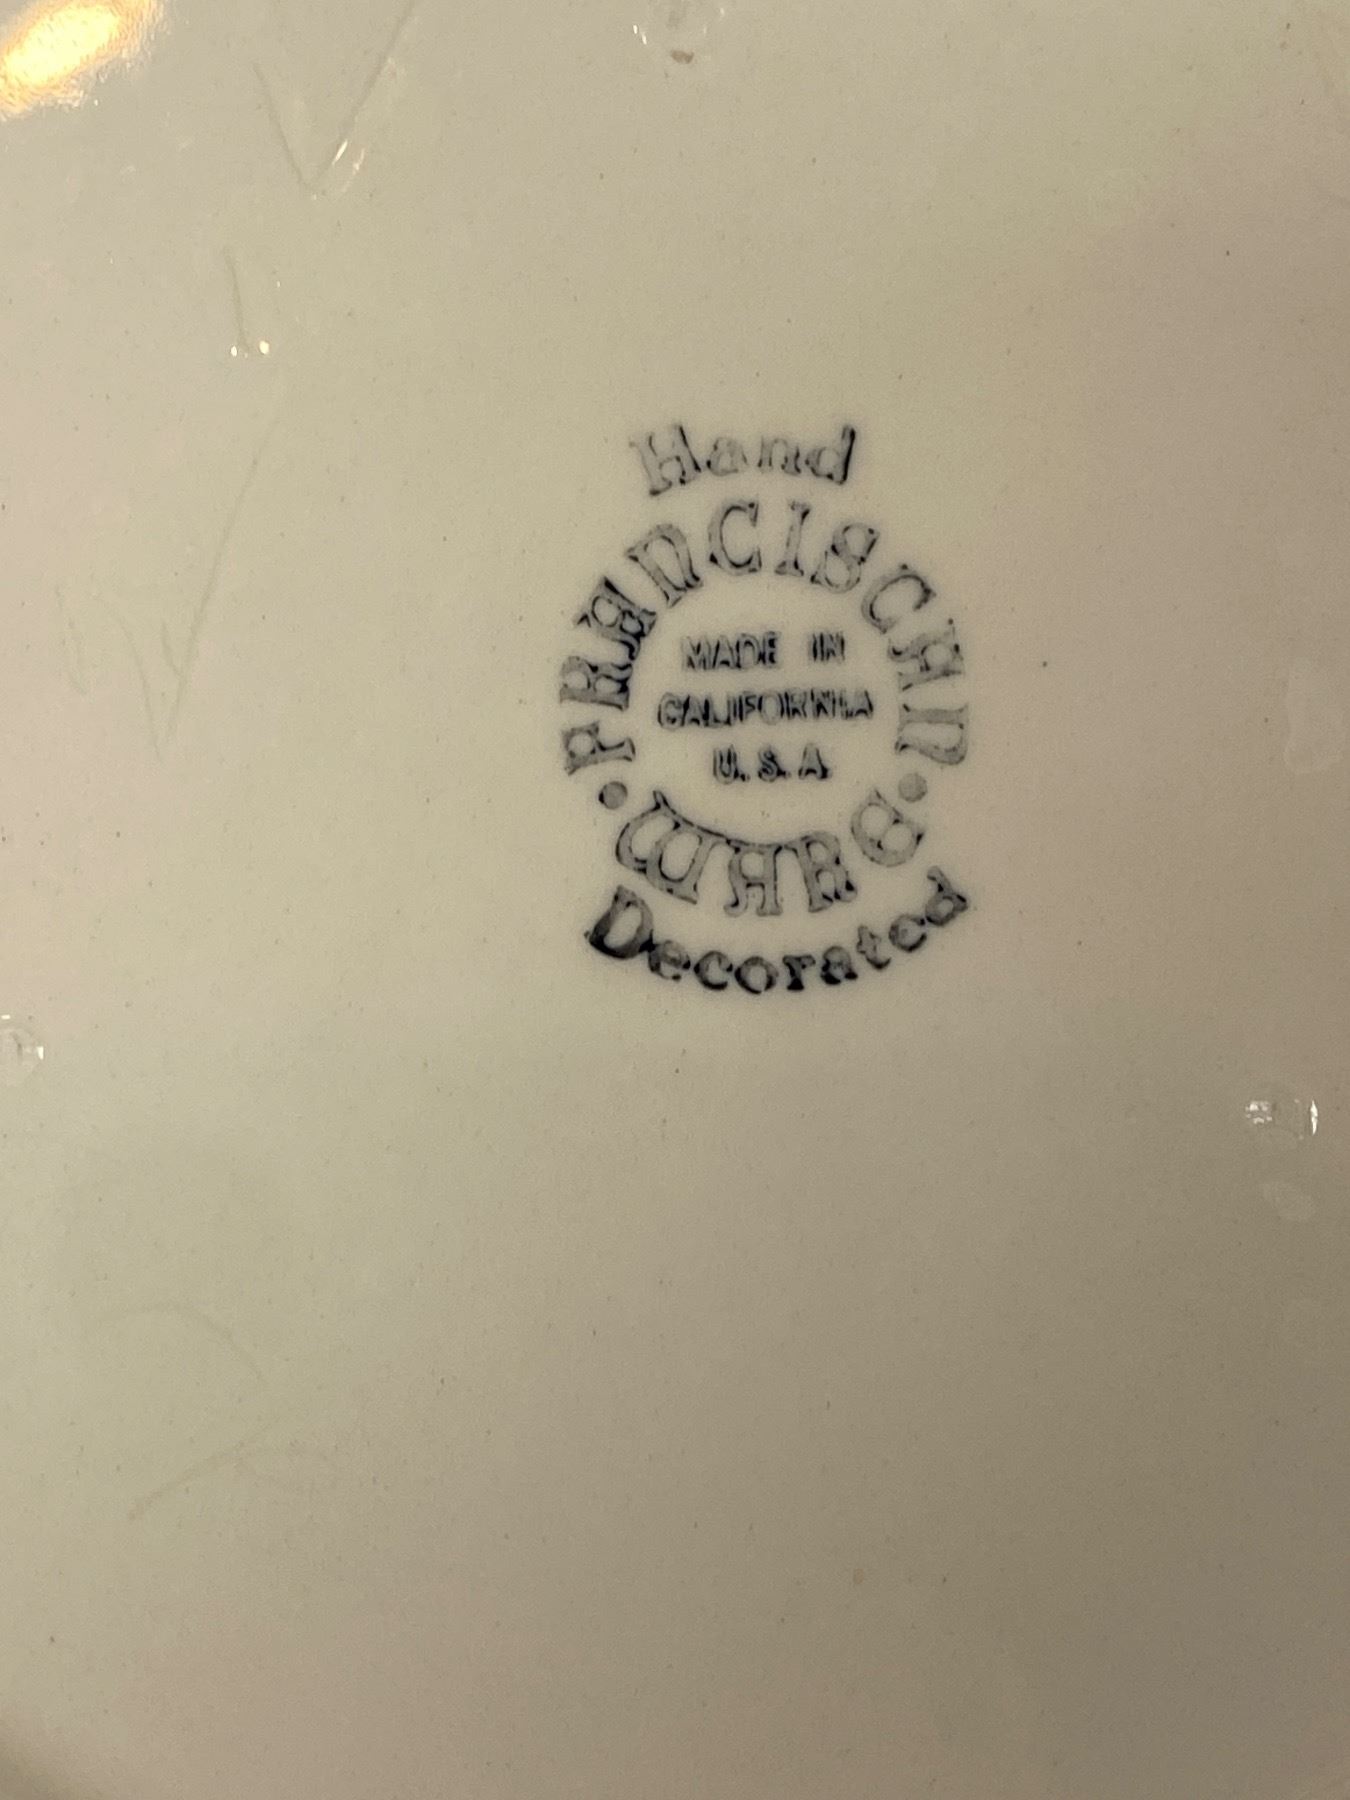 Hand
FRANCISCAN
MADE IN
CALIFORNIA
U. S. A.
· WARE ·
Decorated